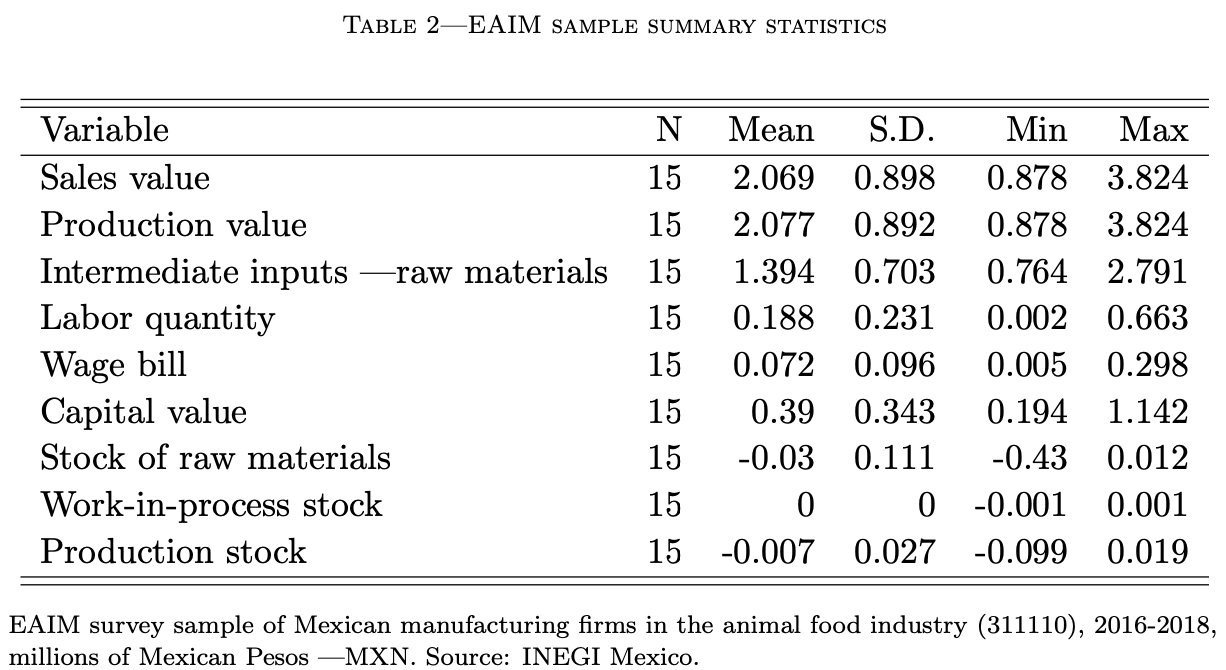 TABLE 2—EAIM SAMPLE SUMMARY STATISTICS
Variable N Mean S.D. Min Max
Sales value 15 2.069 0.898 0.878 3.824
Production value 15 2.077 0.892 0.878 3.824
Intermediate inputs —raw materials 15 1.394 0.703 0.764 2.791
Labor quantity 15 0.188 0.231 0.002 0.663
Wage bill 15 0.072 0.096 0.005 0.298
Capital value 15 0.39 0.343 0.194 1.142
Stock of raw materials 15 -0.03 0.111 -0.43 0.012
Work-in-process stock 15 0 0 -0.001 0.001
Production stock 15 -0.007 0.027 -0.099 0.019
EAIM survey sample of Mexican manufacturing firms in the animal food industry (311110), 2016-2018,
millions of Mexican Pesos —MXN. Source: INEGI Mexico.